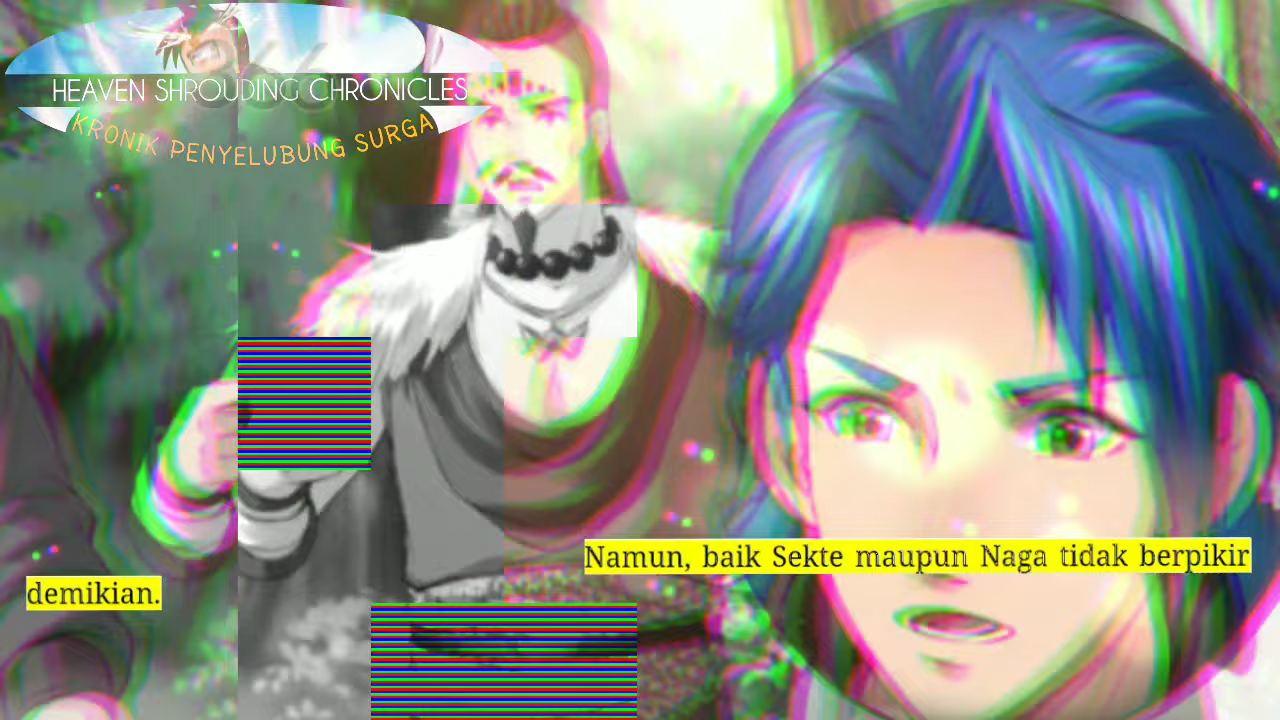 HEAVEN SHROUDING CHRONICLES
KRONIK PENYELUBUNG SURGA
Namun, baik Sekte maupun Naga tidak berpikir
demikian.